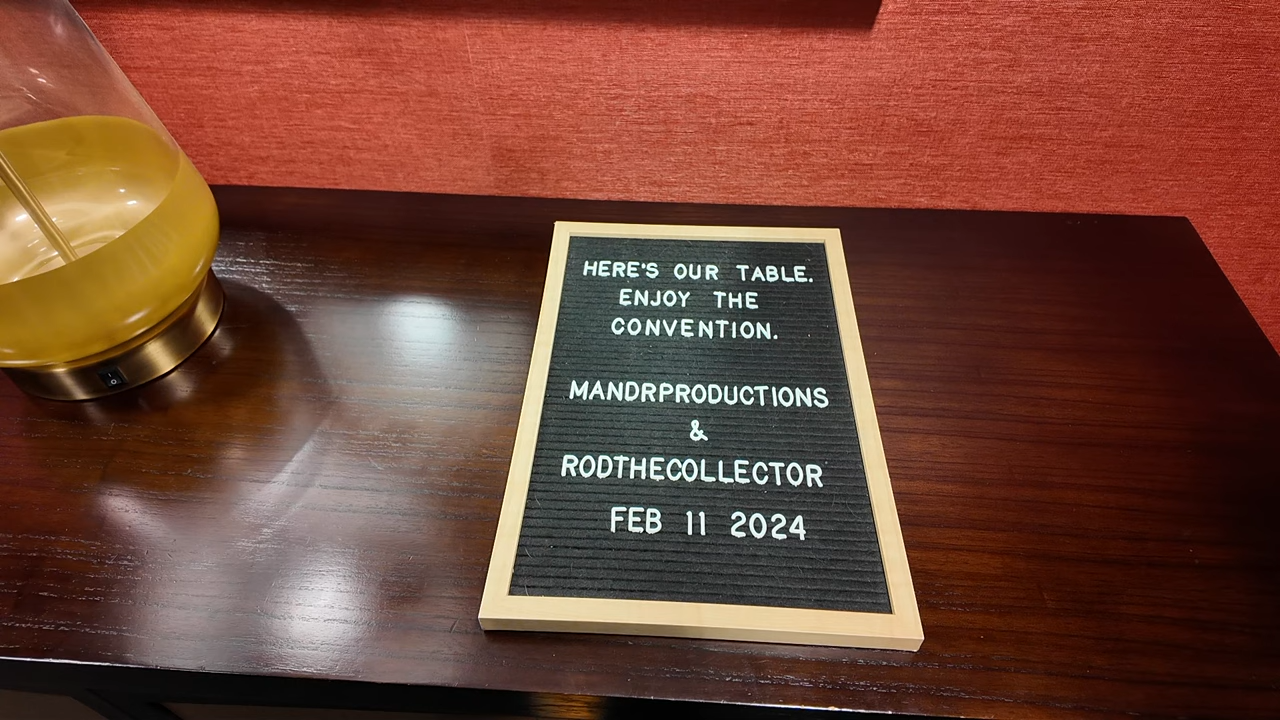 HERE'S OUR TABLE.
ENJOY THE
CONVENTION.
MANDRPRODUCTIONS
&
RODTHECOLLECTOR
FEB 11 2024